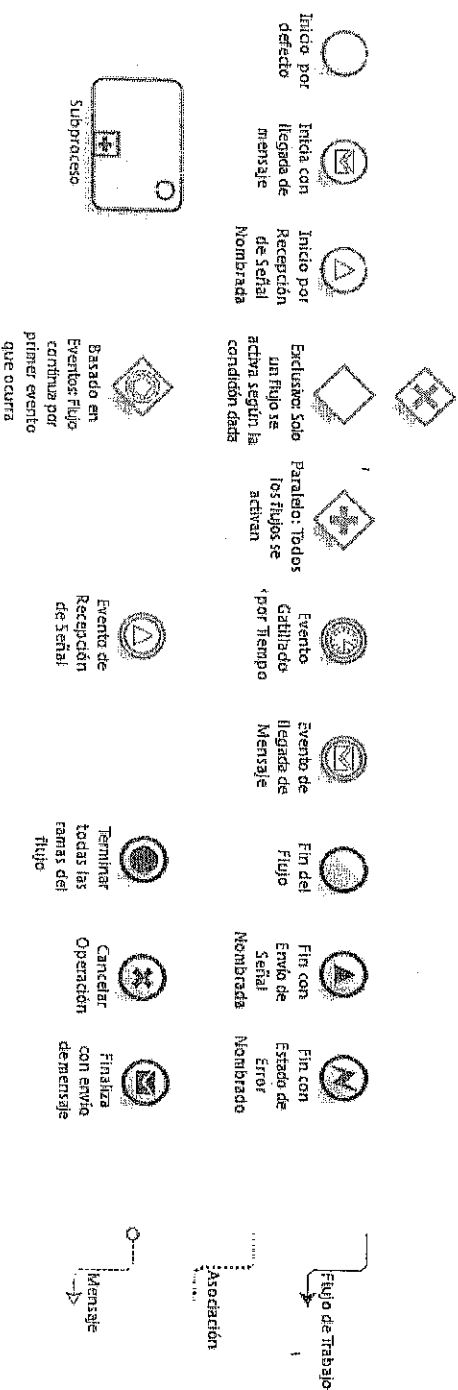 Inicio por
defecto
Inicia con
llegada de
mensaje
Inicio por
Recepción
de Señal
Nombrada
Exclusivo: Solo
un flujo se
activa según la
condición dada
Paralelo: Todos
los flujos se
activan
Evento
Gatillado
por Tiempo
Evento de
llegada de
Mensaje
Fin del
Flujo
Fin con
Envío de
Señal
Nombrada
Fin con
Estado de
Error
Nombrado
Flujo de Trabajo
Asociación
Mensaje
Subproceso
Basado en
Eventos: Flujo
continua por
primer evento
que ocurra
Evento de
Recepción
de Señal
Terminar
todas las
ramas del
flujo
Cancelar
Operación
Finaliza
con envío
de mensaje